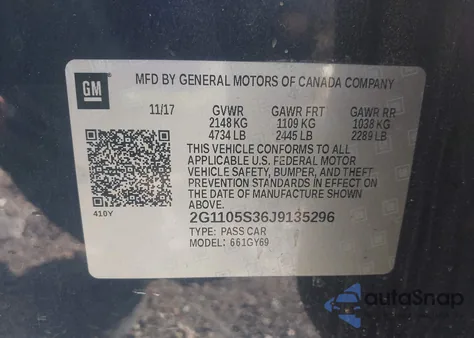 GM
MFD BY GENERAL MOTORS OF CANADA COMPANY
11/17 GVWR GAWR FRT GAWR RR
2148 KG 1109 KG 1038 KG
4734 LB 2445 LB 2289 LB
THIS VEHICLE CONFORMS TO ALL
APPLICABLE U.S. FEDERAL MOTOR
VEHICLE SAFETY, BUMPER, AND THEFT
PREVENTION STANDARDS IN EFFECT ON
THE DATE OF MANUFACTURE SHOWN ABOVE.
2G1105S36J9135296
410Y
TYPE: PASS CAR
MODEL: 661GY69
autoSnap